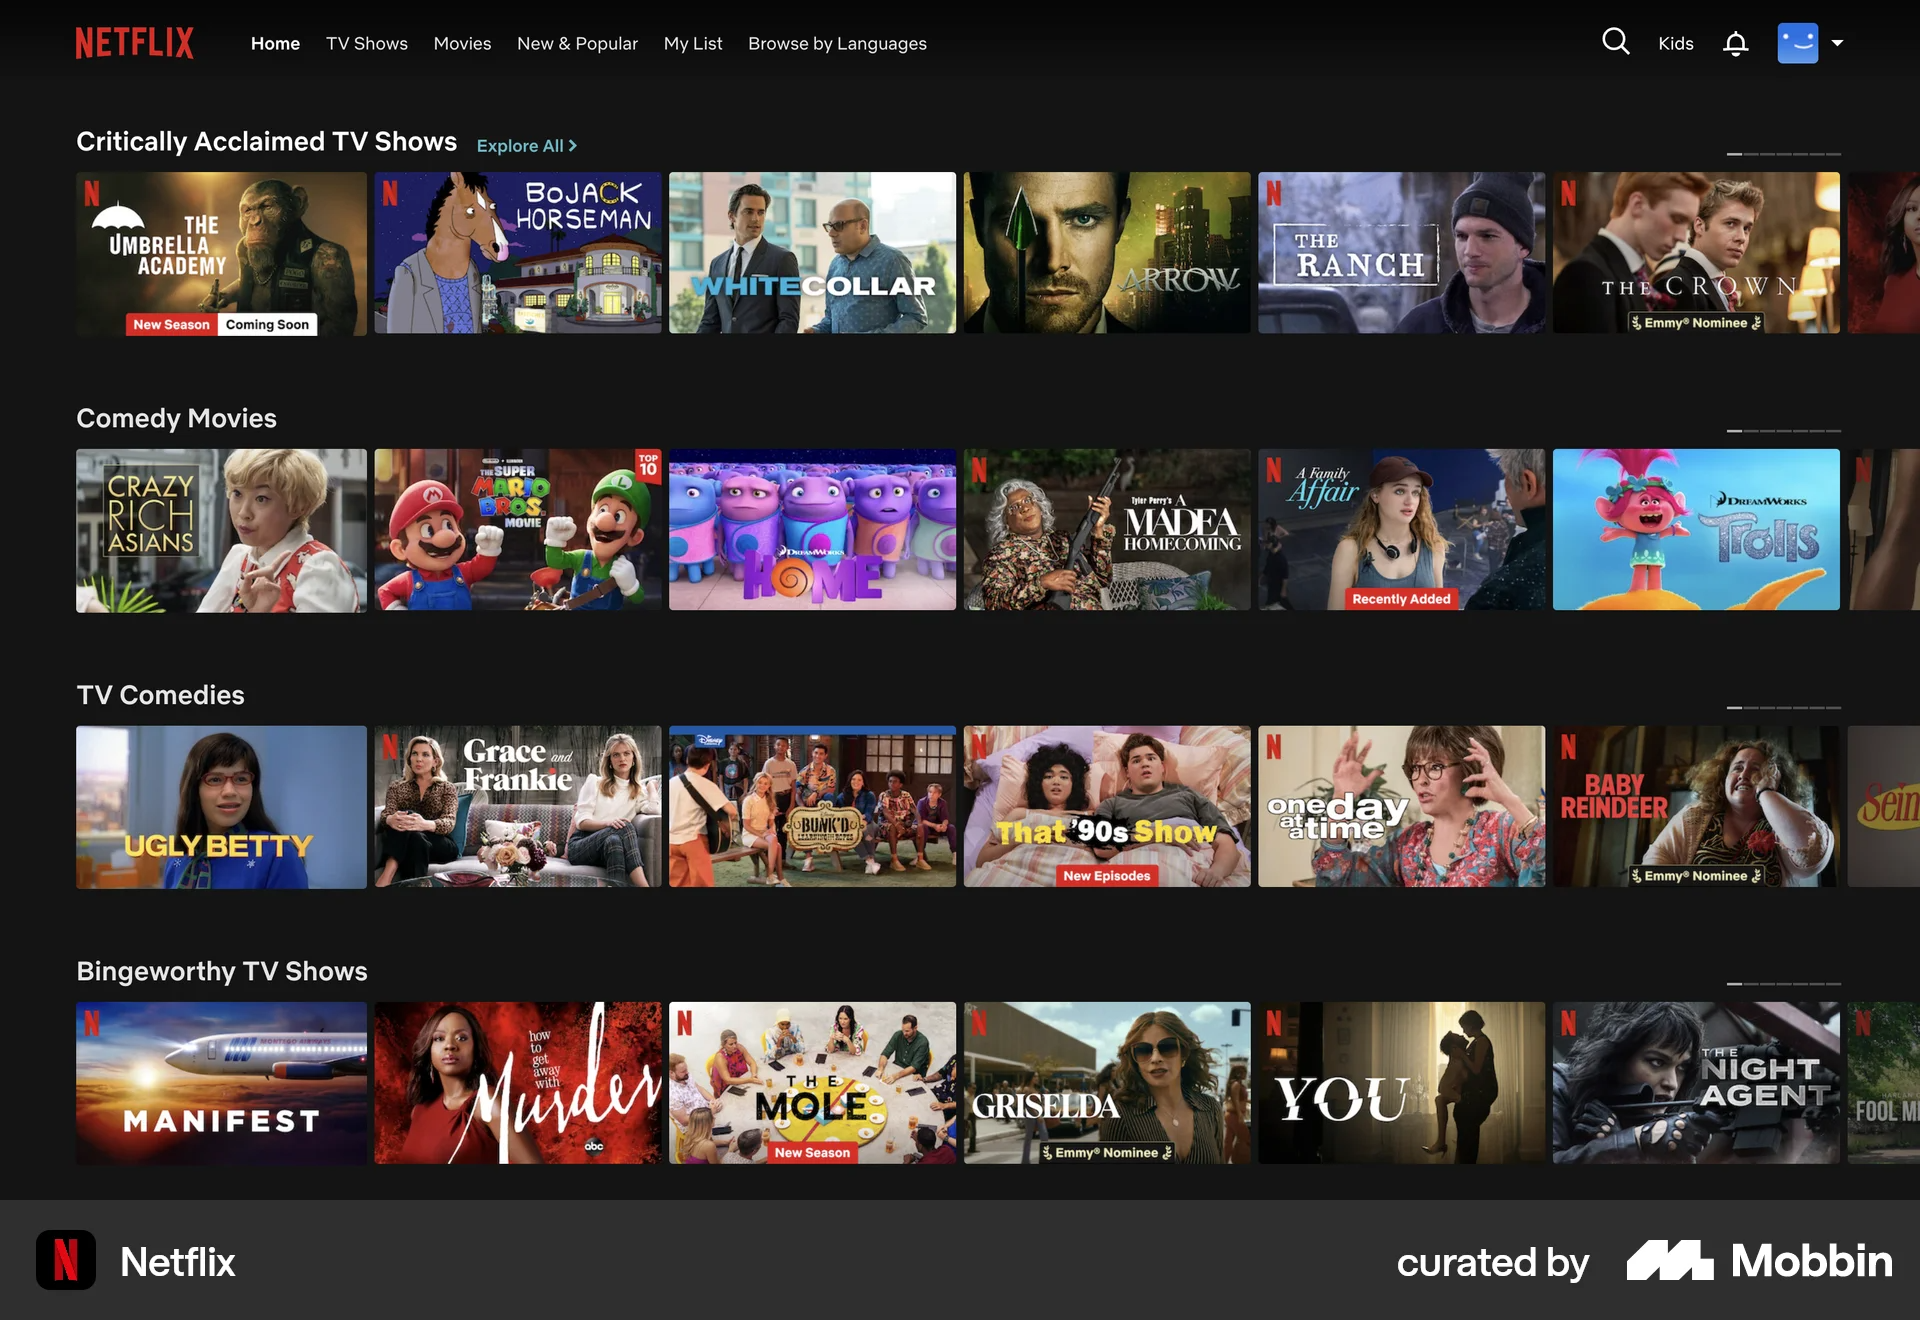 NETFLIX
Home TV Shows Movies New & Popular My List Browse by Languages
Kids
Critically Acclaimed TV Shows Explore All
THE
UMBRELLA
ACADEMY
New Season Coming Soon
BOJACK
HORSEMAN
WHITE COLLAR
ARROW
THE
RANCH
THE CROWN
Emmy® Nominee
Comedy Movies
CRAZY
RICH
ASIANS
THE SUPER
MARIO
BROS.
MOVIE
TOP
10
DREAMWORKS
HOME
Tyler Perry's A
MADEA
HOMECOMING
A Family
Affair
Recently Added
DREAMWORKS
Trolls
TV Comedies
UGLY BETTY
Grace and
Frankie
Disney
BUNK'D
That '90s Show
New Episodes
one day
at
a time
BABY
REINDEER
Emmy® Nominee
Sein
Bingeworthy TV Shows
MONTEGO AIRWAYS
MANIFEST
how
to
get
away
with
Murder
abc
THE
MOLE
New Season
GRISELDA
Emmy® Nominee
YOU
THE
NIGHT
AGENT
HARLAN C
FOOL M
Netflix
curated by Mobbin